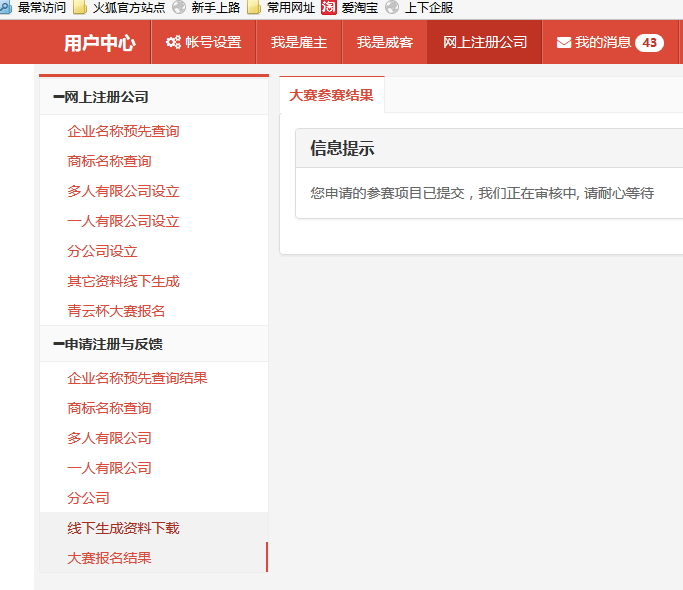 最常访问 火狐官方站点 新手上路 常用网址 淘 爱淘宝 上下企服
用户中心 帐号设置 我是雇主 我是威客 网上注册公司 我的消息 43
网上注册公司
企业名称预先查询
商标名称查询
多人有限公司设立
一人有限公司设立
分公司设立
其它资料线下生成
青云杯大赛报名
申请注册与反馈
企业名称预先查询结果
商标名称查询
多人有限公司
一人有限公司
分公司
线下生成资料下载
大赛报名结果
大赛参赛结果
信息提示
您申请的参赛项目已提交，我们正在审核中, 请耐心等待